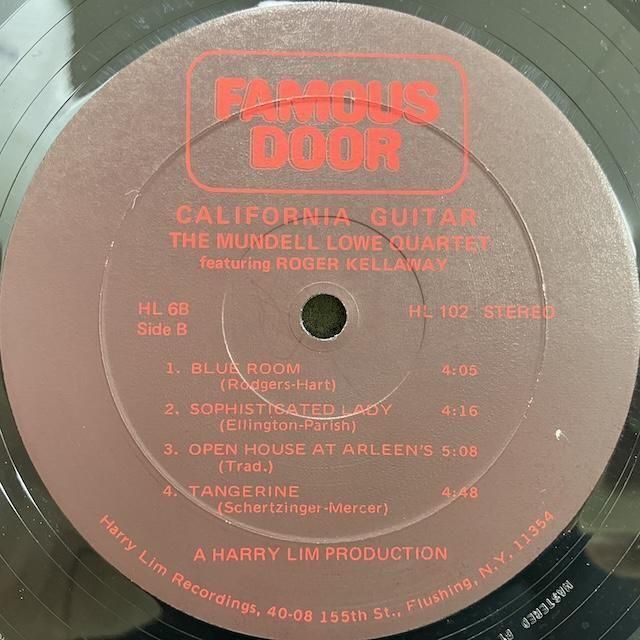 FAMOUS
DOOR
CALIFORNIA GUITAR
THE MUNDELL LOWE QUARTET
featuring ROGER KELLAWAY
HL 6B
Side B
HL 102 STEREO
1. BLUE ROOM 4:05
(Rodgers-Hart)
2. SOPHISTICATED LADY 4:16
(Ellington-Parish)
3. OPEN HOUSE AT ARLEEN'S 5:08
(Trad.)
4. TANGERINE 4:48
(Schertzinger-Mercer)
A HARRY LIM PRODUCTION
Harry Lim Recordings, 40-08 155th St., Flushing, N.Y. 11354
MASTERED